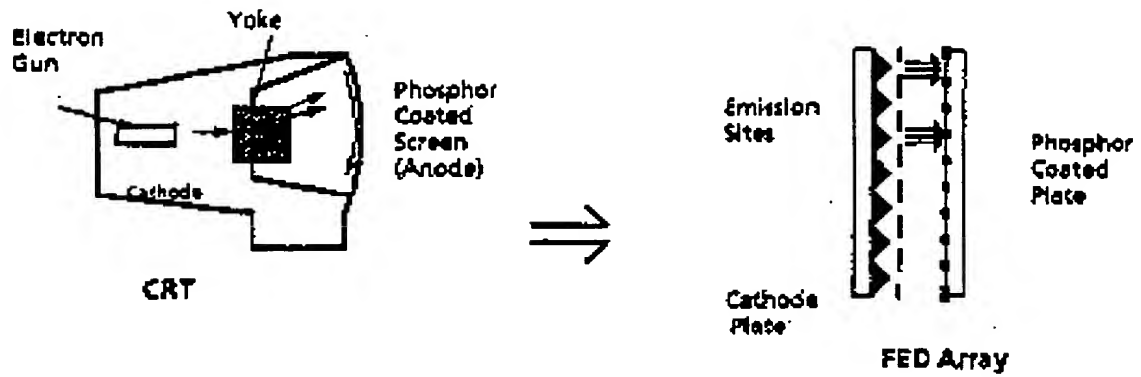 Yoke
Electron
Gun
Phosphor
Coated
Screen
(Anode)
Cathode
CRT
Emission
Sites
Phosphor
Coated
Plate
Cathode
Plate
FED Array